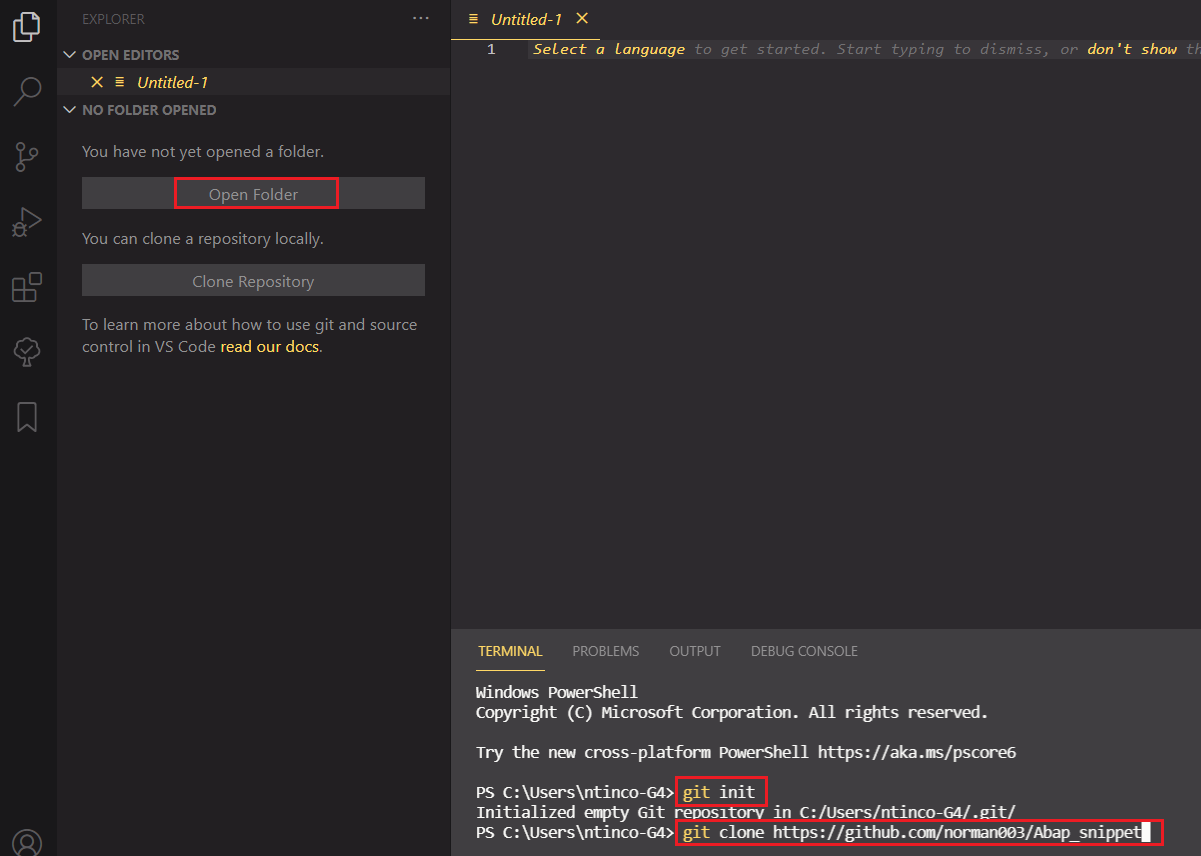 EXPLORER
OPEN EDITORS
Untitled-1
NO FOLDER OPENED
You have not yet opened a folder.
Open Folder
You can clone a repository locally.
Clone Repository
To learn more about how to use git and source
control in VS Code read our docs.
Untitled-1
1 Select a language to get started. Start typing to dismiss, or don't show th
TERMINAL PROBLEMS OUTPUT DEBUG CONSOLE
Windows PowerShell
Copyright (C) Microsoft Corporation. All rights reserved.
Try the new cross-platform PowerShell https://aka.ms/pscore6
PS C:\Users\ntinco-G4> git init
Initialized empty Git repository in C:/Users/ntinco-G4/.git/
PS C:\Users\ntinco-G4> git clone https://github.com/norman003/Abap_snippet